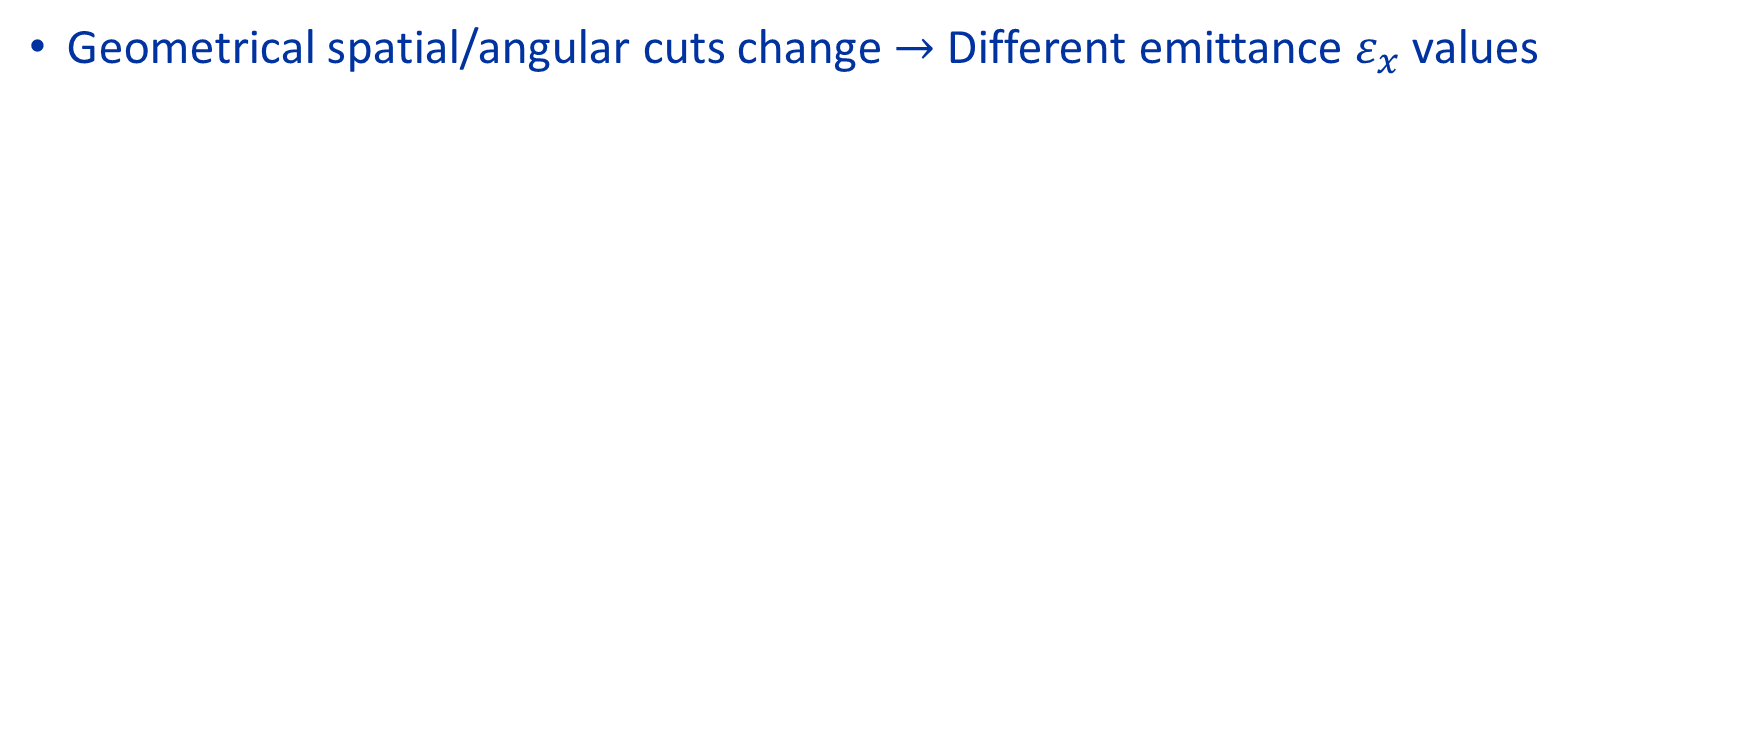 • Geometrical spatial/angular cuts change → Different emittance 𝜀ₓ values